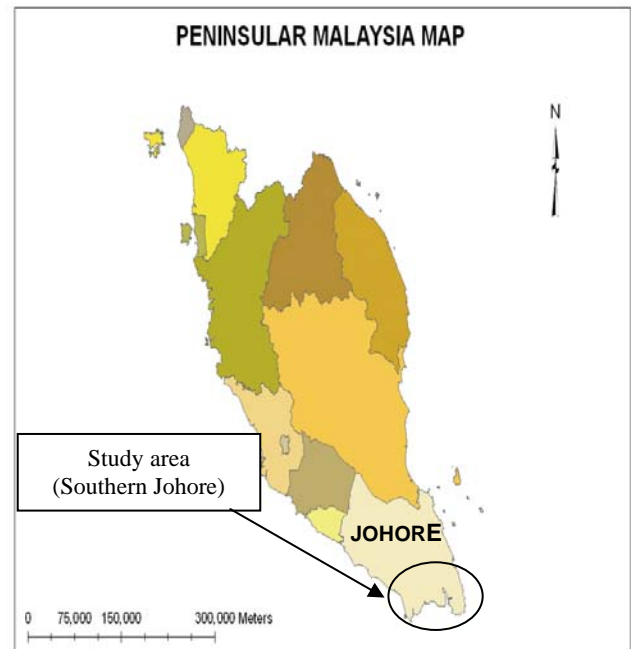 PENINSULAR MALAYSIA MAP
N
Study area
(Southern Johore)
JOHORE
0 75,000 150,000 300,000 Meters